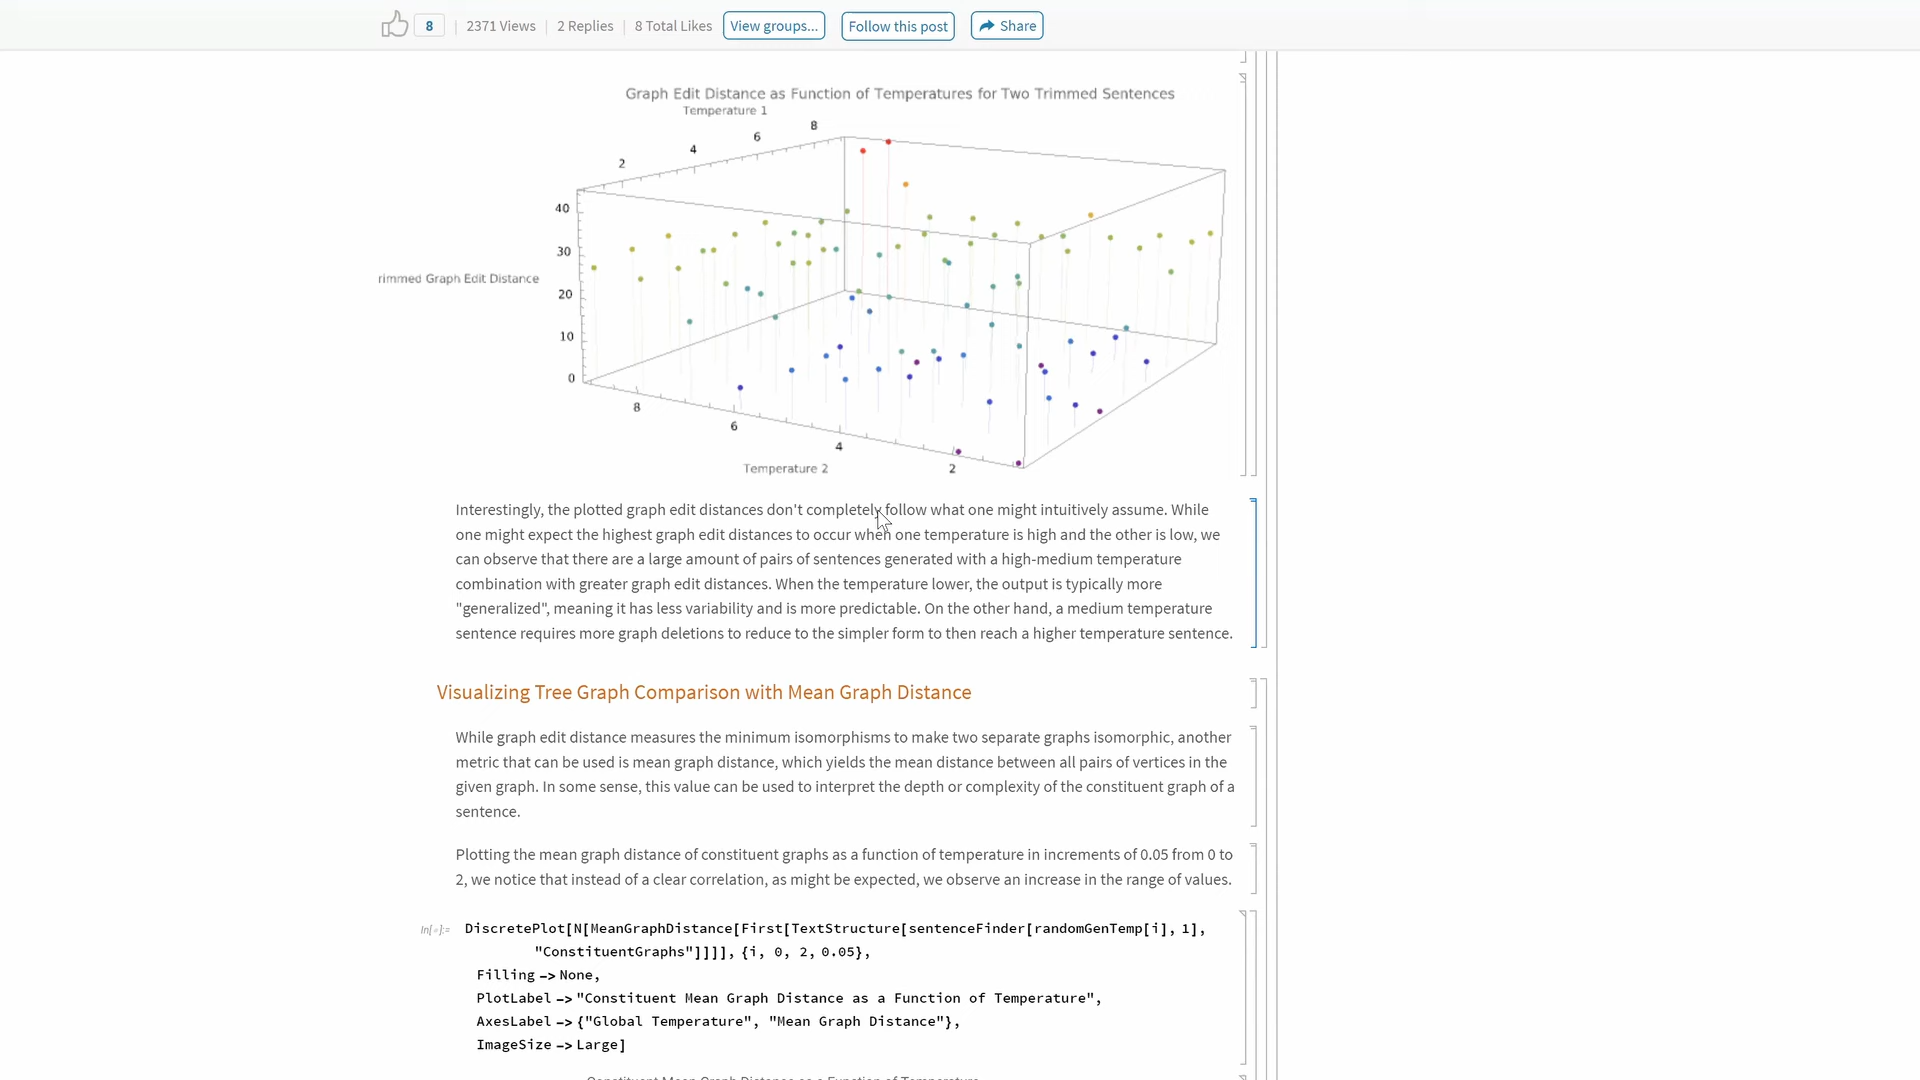 8 | 2371 Views | 2 Replies | 8 Total Likes View groups... Follow this post Share
Graph Edit Distance as Function of Temperatures for Two Trimmed Sentences
Temperature 1
8
6
4
2
40
30
rimmed Graph Edit Distance
20
10
0
8
6
4
2
Temperature 2
Interestingly, the plotted graph edit distances don't completely follow what one might intuitively assume. While
one might expect the highest graph edit distances to occur when one temperature is high and the other is low, we
can observe that there are a large amount of pairs of sentences generated with a high-medium temperature
combination with greater graph edit distances. When the temperature lower, the output is typically more
"generalized", meaning it has less variability and is more predictable. On the other hand, a medium temperature
sentence requires more graph deletions to reduce to the simpler form to then reach a higher temperature sentence.
Visualizing Tree Graph Comparison with Mean Graph Distance
While graph edit distance measures the minimum isomorphisms to make two separate graphs isomorphic, another
metric that can be used is mean graph distance, which yields the mean distance between all pairs of vertices in the
given graph. In some sense, this value can be used to interpret the depth or complexity of the constituent graph of a
sentence.
Plotting the mean graph distance of constituent graphs as a function of temperature in increments of 0.05 from 0 to
2, we notice that instead of a clear correlation, as might be expected, we observe an increase in the range of values.
In[ ]:= DiscretePlot[N[MeanGraphDistance[First[TextStructure[sentenceFinder[randomGenTemp[i], 1],
"ConstituentGraphs"]]]], {i, 0, 2, 0.05},
Filling -> None,
PlotLabel -> "Constituent Mean Graph Distance as a Function of Temperature",
AxesLabel -> {"Global Temperature", "Mean Graph Distance"},
ImageSize -> Large]
Constituent Mean Graph Distance as a Function of Temperature